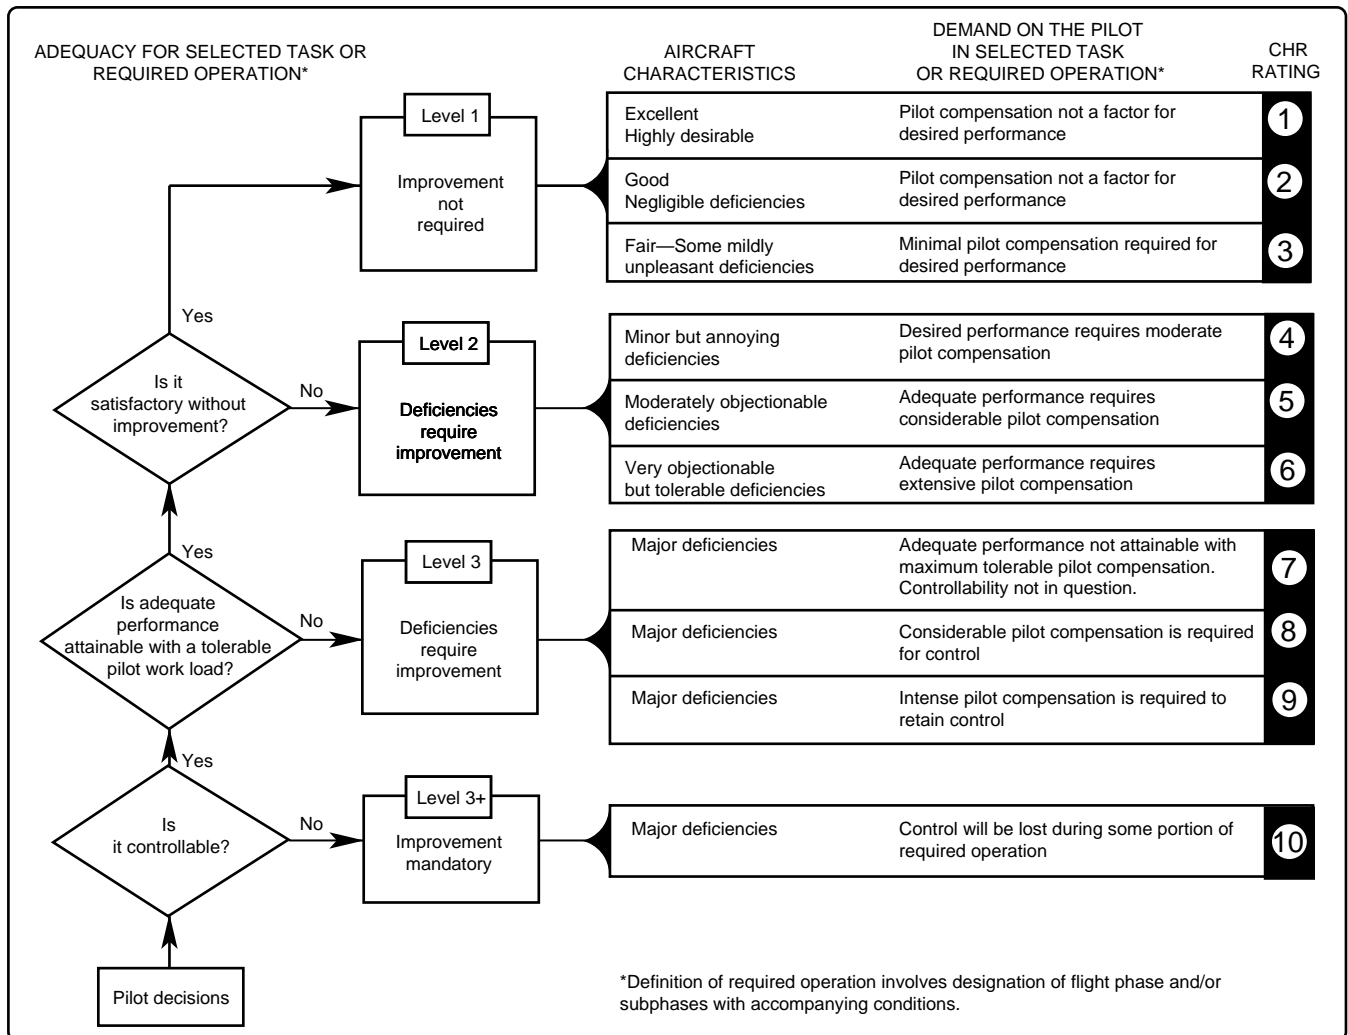 ADEQUACY FOR SELECTED TASK OR
REQUIRED OPERATION*
AIRCRAFT
CHARACTERISTICS
DEMAND ON THE PILOT
IN SELECTED TASK
OR REQUIRED OPERATION*
CHR
RATING
Level 1
Improvement
not
required
Excellent
Highly desirable
Pilot compensation not a factor for
desired performance
1
Good
Negligible deficiencies
Pilot compensation not a factor for
desired performance
2
Fair—Some mildly
unpleasant deficiencies
Minimal pilot compensation required for
desired performance
3
Yes
Is it
satisfactory without
improvement?
No
Level 2
Deficiencies
require
improvement
Minor but annoying
deficiencies
Desired performance requires moderate
pilot compensation
4
Moderately objectionable
deficiencies
Adequate performance requires
considerable pilot compensation
5
Very objectionable
but tolerable deficiencies
Adequate performance requires
extensive pilot compensation
6
Yes
Is adequate
performance
attainable with a tolerable
pilot work load?
No
Level 3
Deficiencies
require
improvement
Major deficiencies
Adequate performance not attainable with
maximum tolerable pilot compensation.
Controllability not in question.
7
Major deficiencies
Considerable pilot compensation is required
for control
8
Major deficiencies
Intense pilot compensation is required to
retain control
9
Yes
Is
it controllable?
No
Level 3+
Improvement
mandatory
Major deficiencies
Control will be lost during some portion of
required operation
10
Pilot decisions
*Definition of required operation involves designation of flight phase and/or
subphases with accompanying conditions.